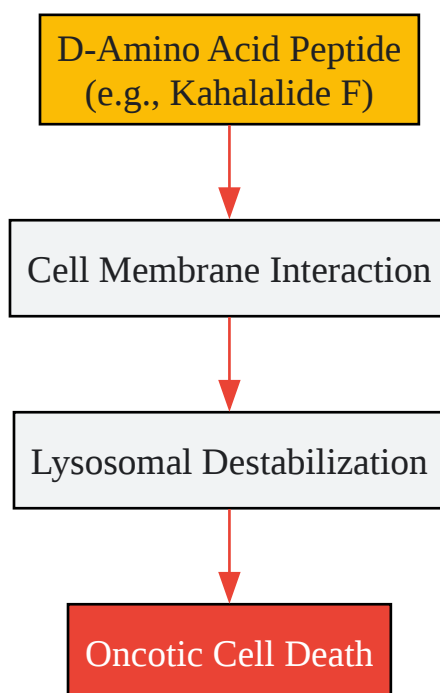 D-Amino Acid Peptide
(e.g., Kahalalide F)
Cell Membrane Interaction
Lysosomal Destabilization
Oncotic Cell Death